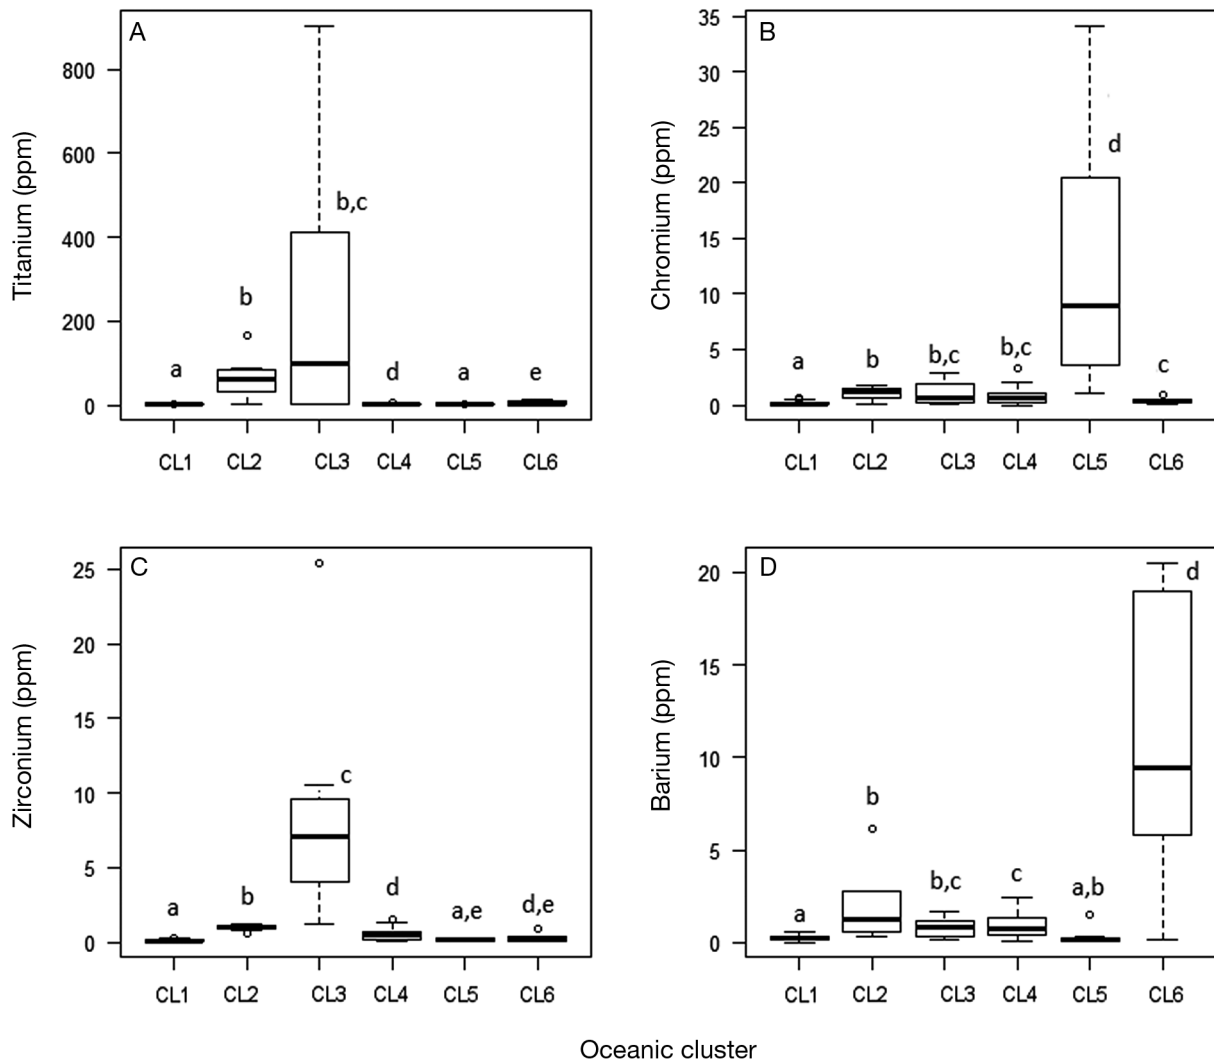 A
Titanium (ppm)
800
600
400
200
0
a
b
b,c
d
a
e
CL1 CL2 CL3 CL4 CL5 CL6
B
Chromium (ppm)
35
30
25
20
15
10
5
0
a
b
b,c
b,c
d
c
CL1 CL2 CL3 CL4 CL5 CL6
C
Zirconium (ppm)
25
20
15
10
5
0
a
b
c
d
a,e
d,e
CL1 CL2 CL3 CL4 CL5 CL6
D
Barium (ppm)
20
15
10
5
0
a
b
b,c
c
a,b
d
CL1 CL2 CL3 CL4 CL5 CL6
Oceanic cluster